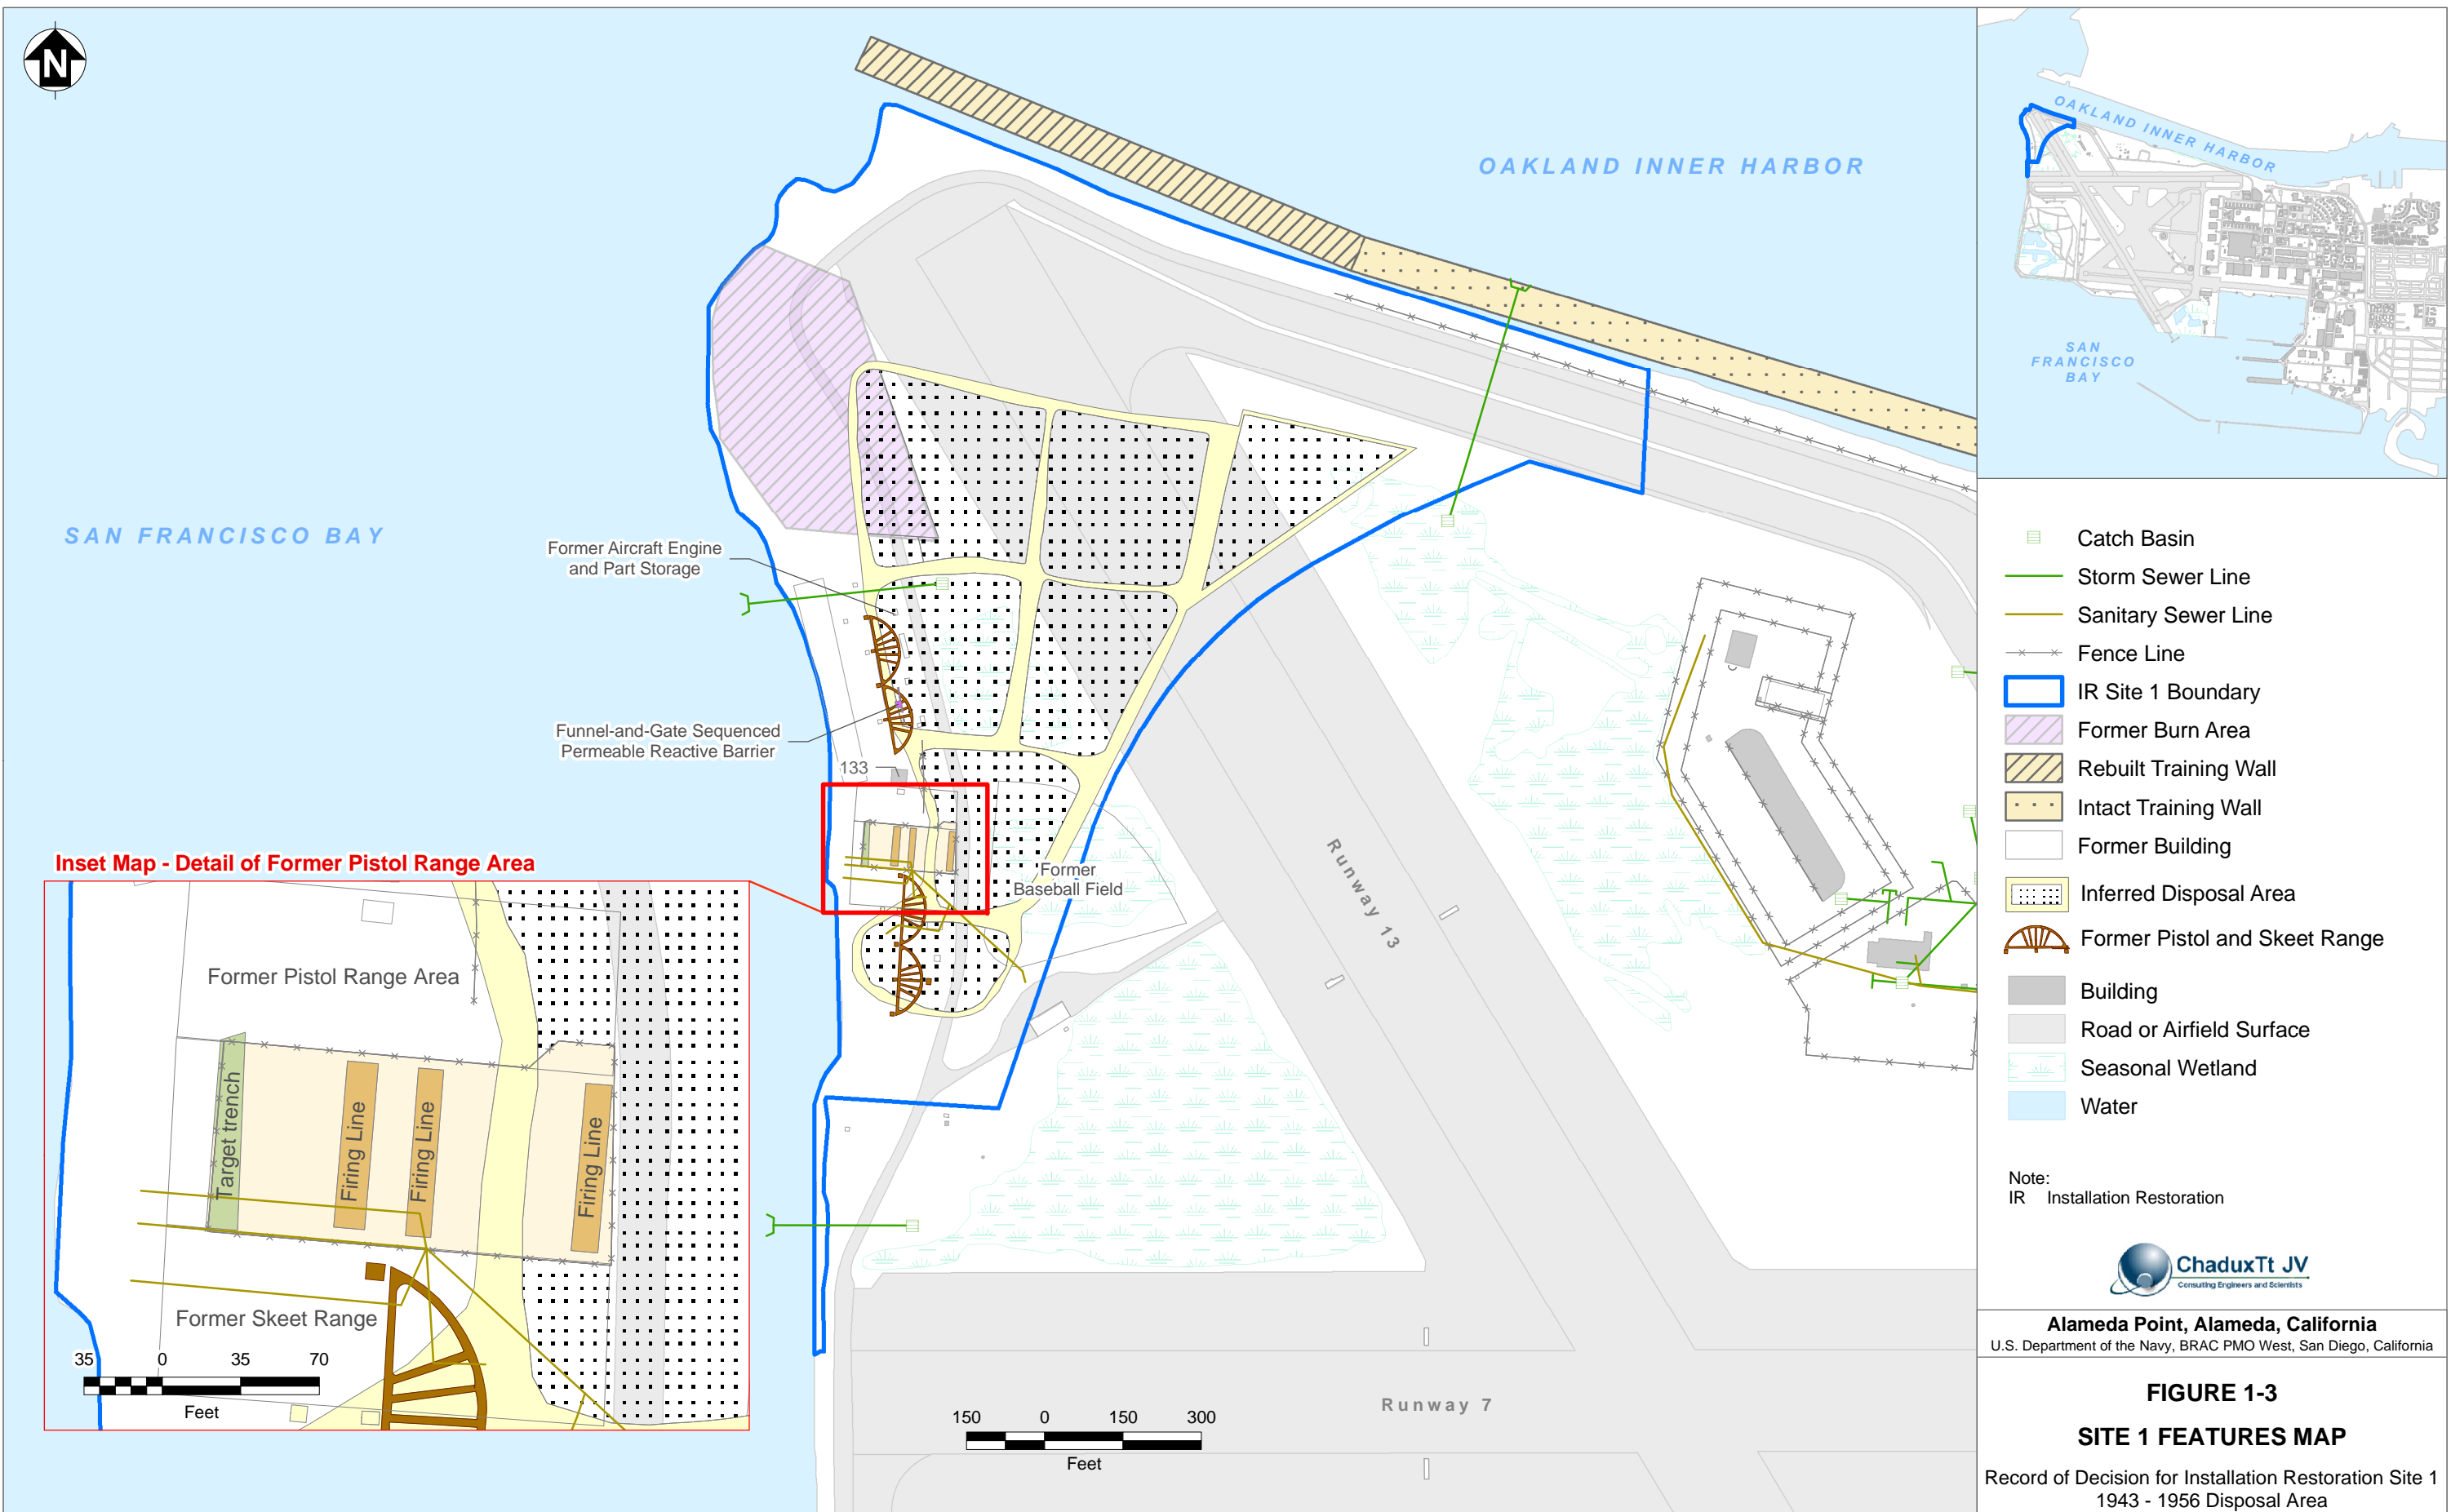 N
OAKLAND INNER HARBOR
SAN FRANCISCO BAY
Former Aircraft Engine
and Part Storage
Funnel-and-Gate Sequenced
Permeable Reactive Barrier
133
Former
Baseball Field
Runway 13
Runway 7
150 0 150 300
Feet
Inset Map - Detail of Former Pistol Range Area
Former Pistol Range Area
Target trench
Firing Line
Firing Line
Firing Line
Former Skeet Range
35 0 35 70
Feet
OAKLAND INNER HARBOR
SAN
FRANCISCO
BAY
Catch Basin
Storm Sewer Line
Sanitary Sewer Line
Fence Line
IR Site 1 Boundary
Former Burn Area
Rebuilt Training Wall
Intact Training Wall
Former Building
Inferred Disposal Area
Former Pistol and Skeet Range
Building
Road or Airfield Surface
Seasonal Wetland
Water
Note:
IR Installation Restoration
ChaduxTt JV
Consulting Engineers and Scientists
Alameda Point, Alameda, California
U.S. Department of the Navy, BRAC PMO West, San Diego, California
FIGURE 1-3
SITE 1 FEATURES MAP
Record of Decision for Installation Restoration Site 1
1943 - 1956 Disposal Area